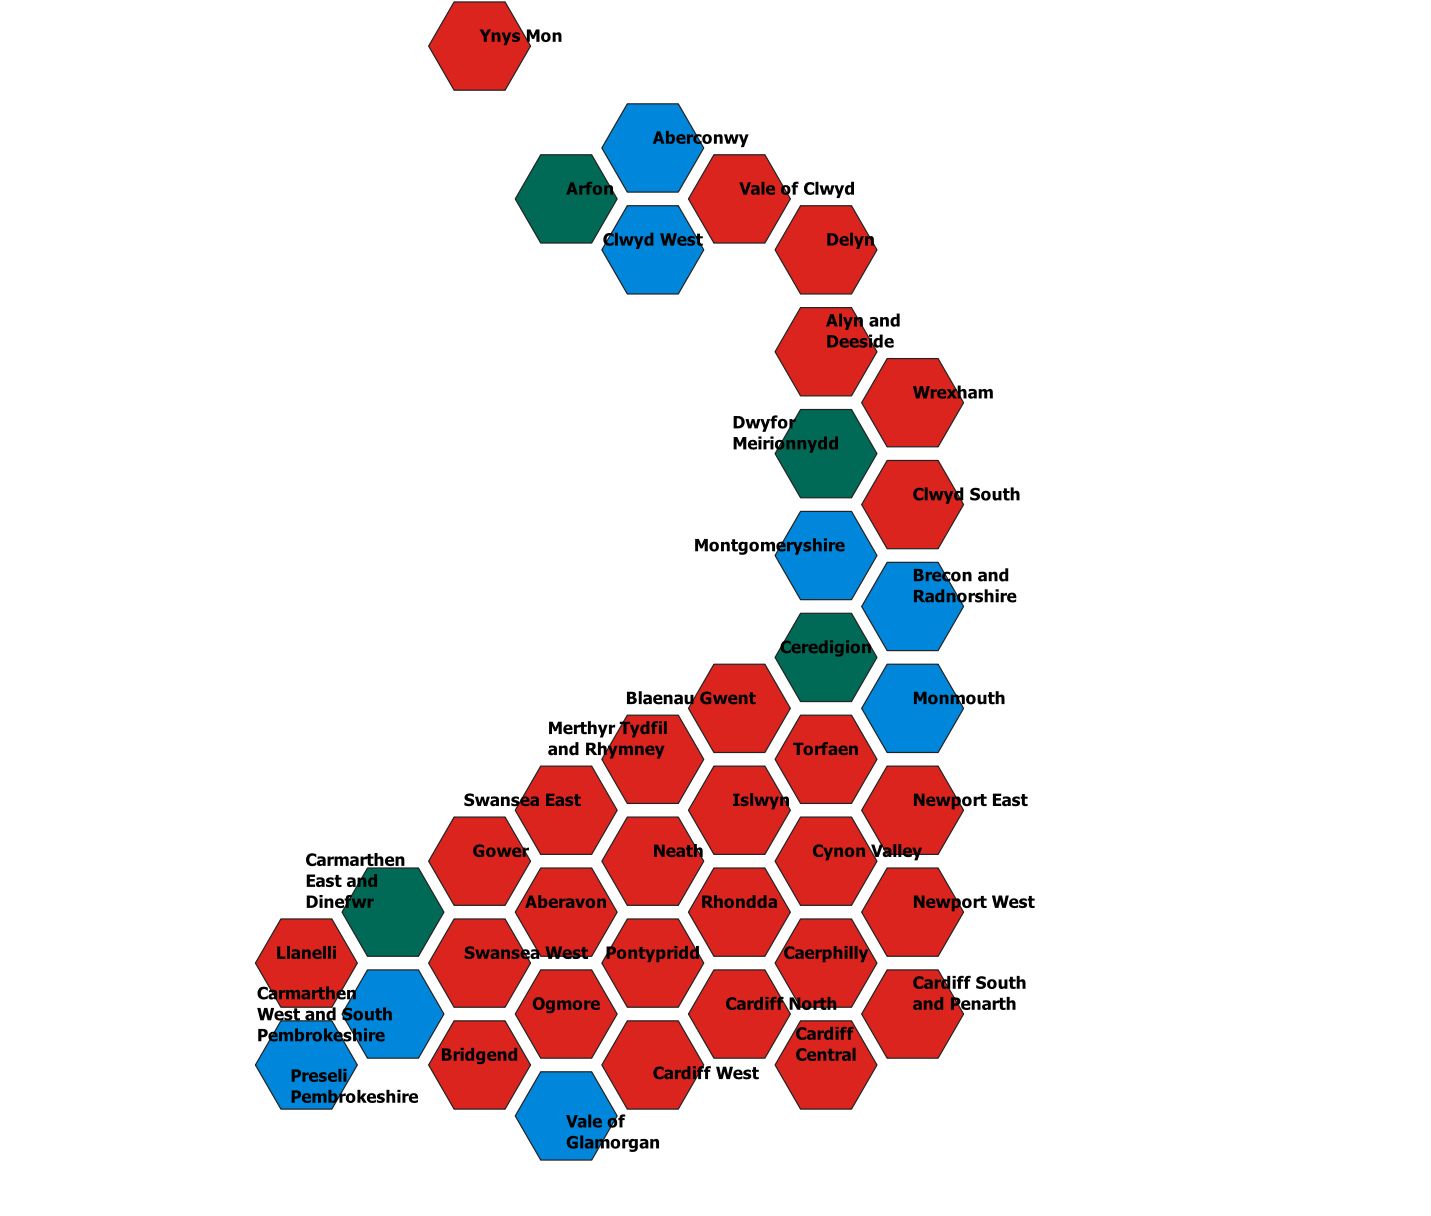 Ynys Mon
Aberconwy
Arfon
Vale of Clwyd
Clwyd West
Delyn
Alyn and
Deeside
Wrexham
Dwyfor
Meirionnydd
Clwyd South
Montgomeryshire
Brecon and
Radnorshire
Ceredigion
Blaenau Gwent
Monmouth
Merthyr Tydfil
and Rhymney
Torfaen
Swansea East
Islwyn
Newport East
Gower
Neath
Cynon Valley
Carmarthen
East and
Dinefwr
Aberavon
Rhondda
Newport West
Llanelli
Swansea West
Pontypridd
Caerphilly
Cardiff South
and Penarth
Carmarthen
West and South
Pembrokeshire
Ogmore
Cardiff North
Cardiff
Central
Bridgend
Cardiff West
Preseli
Pembrokeshire
Vale of
Glamorgan